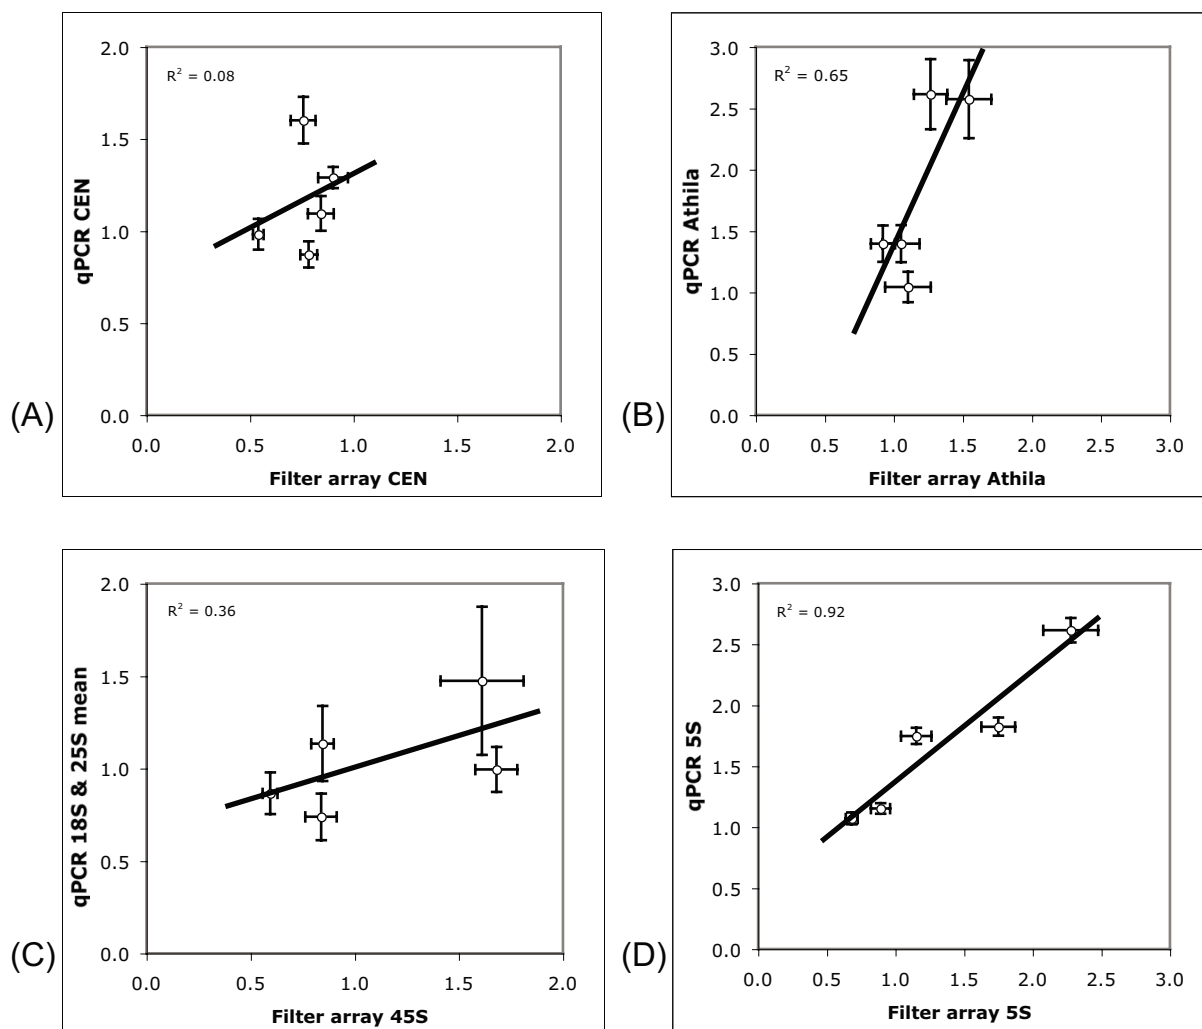 2.0
R² = 0.08
1.5
1.0
0.5
0.0
qPCR CEN
0.0 0.5 1.0 1.5 2.0
Filter array CEN
(A)
3.0
R² = 0.65
2.5
2.0
1.5
1.0
0.5
0.0
qPCR Athila
0.0 0.5 1.0 1.5 2.0 2.5 3.0
Filter array Athila
(B)
2.0
R² = 0.36
1.5
1.0
0.5
0.0
qPCR 18S & 25S mean
0.0 0.5 1.0 1.5 2.0
Filter array 45S
(C)
3.0
R² = 0.92
2.5
2.0
1.5
1.0
0.5
0.0
qPCR 5S
0.0 0.5 1.0 1.5 2.0 2.5 3.0
Filter array 5S
(D)